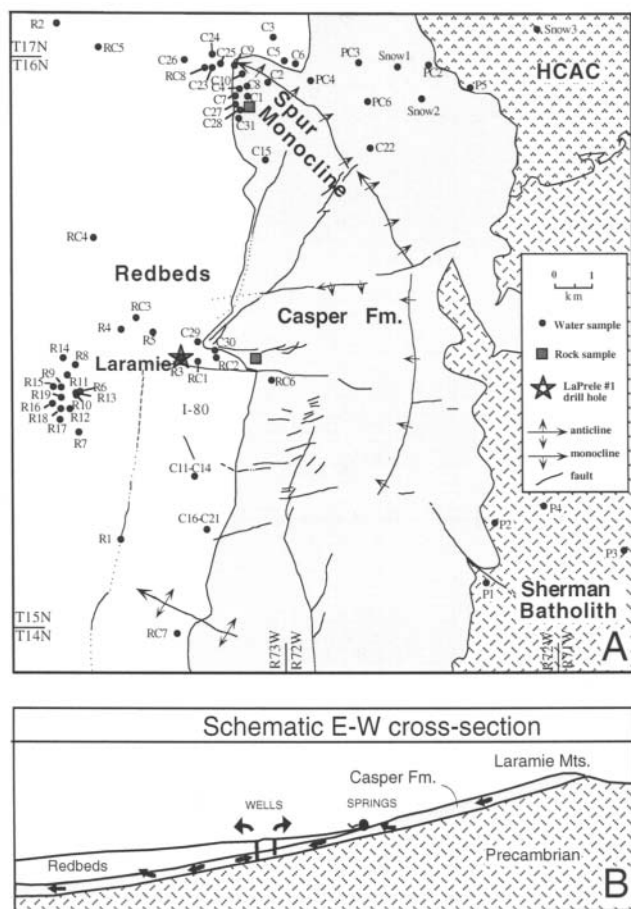 R2
T17N
T16N
RC5
C26
C24
C25
C9
C3
C5
C6
RC8
C23
C10
C4
C7
C8
C1
C2
C27
C28
C31
C15
PC4
PC3
Snow1
PC2
PC6
Snow2
P5
C22
Snow3
HCAC
Spur
Monocline
RC4
Redbeds
Casper Fm.
RC3
R4
R5
C29
C30
Laramie
R3
RC1
RC2
RC6
R14
R8
R9
R15
R11
R6
R19
R13
R16
R10
R18
R12
R17
R7
I-80
C11-C14
C16-C21
R1
RC7
T15N
T14N
R73W
R72W
R72W
R71W
P4
P2
P3
P1
Sherman
Batholith
0 1
km
Water sample
Rock sample
LaPrele #1
drill hole
anticline
monocline
fault
A
Schematic E-W cross-section
Laramie Mts.
Casper Fm.
WELLS
SPRINGS
Redbeds
Precambrian
B